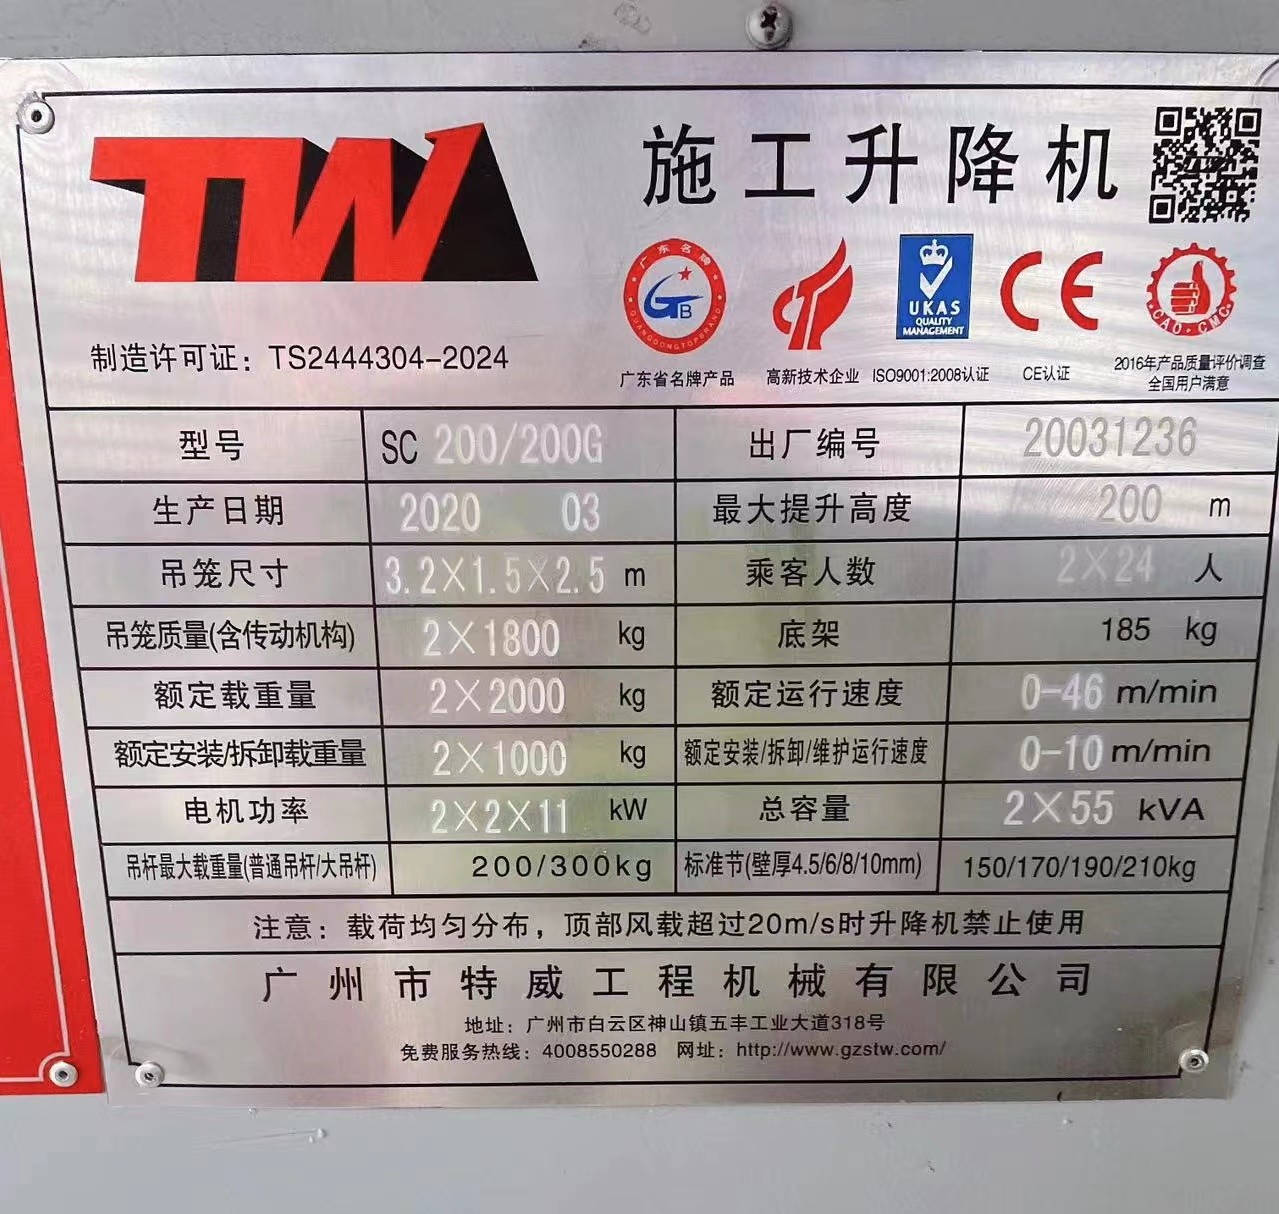 TW
施工升降机
广东名牌
GTB
GUANGDONGTOPBRAND
UKAS
QUALITY
MANAGEMENT
CE
CAQ·CMC
制造许可证：TS2444304-2024
广东省名牌产品
高新技术企业
ISO9001:2008认证
CE认证
2016年产品质量评价调查
全国用户满意
型号 SC 200/200G 出厂编号 20031236
生产日期 2020 03 最大提升高度 200 m
吊笼尺寸 3.2×1.5×2.5 m 乘客人数 2×24 人
吊笼质量(含传动机构) 2×1800 kg 底架 185 kg
额定载重量 2×2000 kg 额定运行速度 0-46 m/min
额定安装/拆卸载重量 2×1000 kg 额定安装/拆卸/维护运行速度 0-10 m/min
电机功率 2×2×11 kW 总容量 2×55 kVA
吊杆最大载重量(普通吊杆/大吊杆) 200/300kg 标准节(壁厚4.5/6/8/10mm) 150/170/190/210kg
注意：载荷均匀分布，顶部风载超过20m/s时升降机禁止使用
广州市特威工程机械有限公司
地址：广州市白云区神山镇五丰工业大道318号
免费服务热线：4008550288 网址：http://www.gzstw.com/